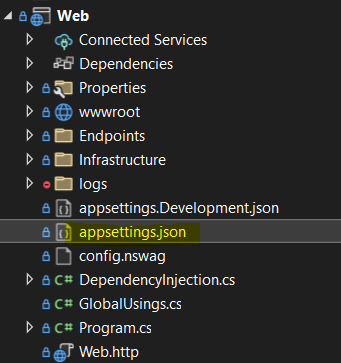 Web
Connected Services
Dependencies
Properties
wwwroot
Endpoints
Infrastructure
logs
appsettings.Development.json
appsettings.json
config.nswag
C# DependencyInjection.cs
C# GlobalUsings.cs
C# Program.cs
Web.http